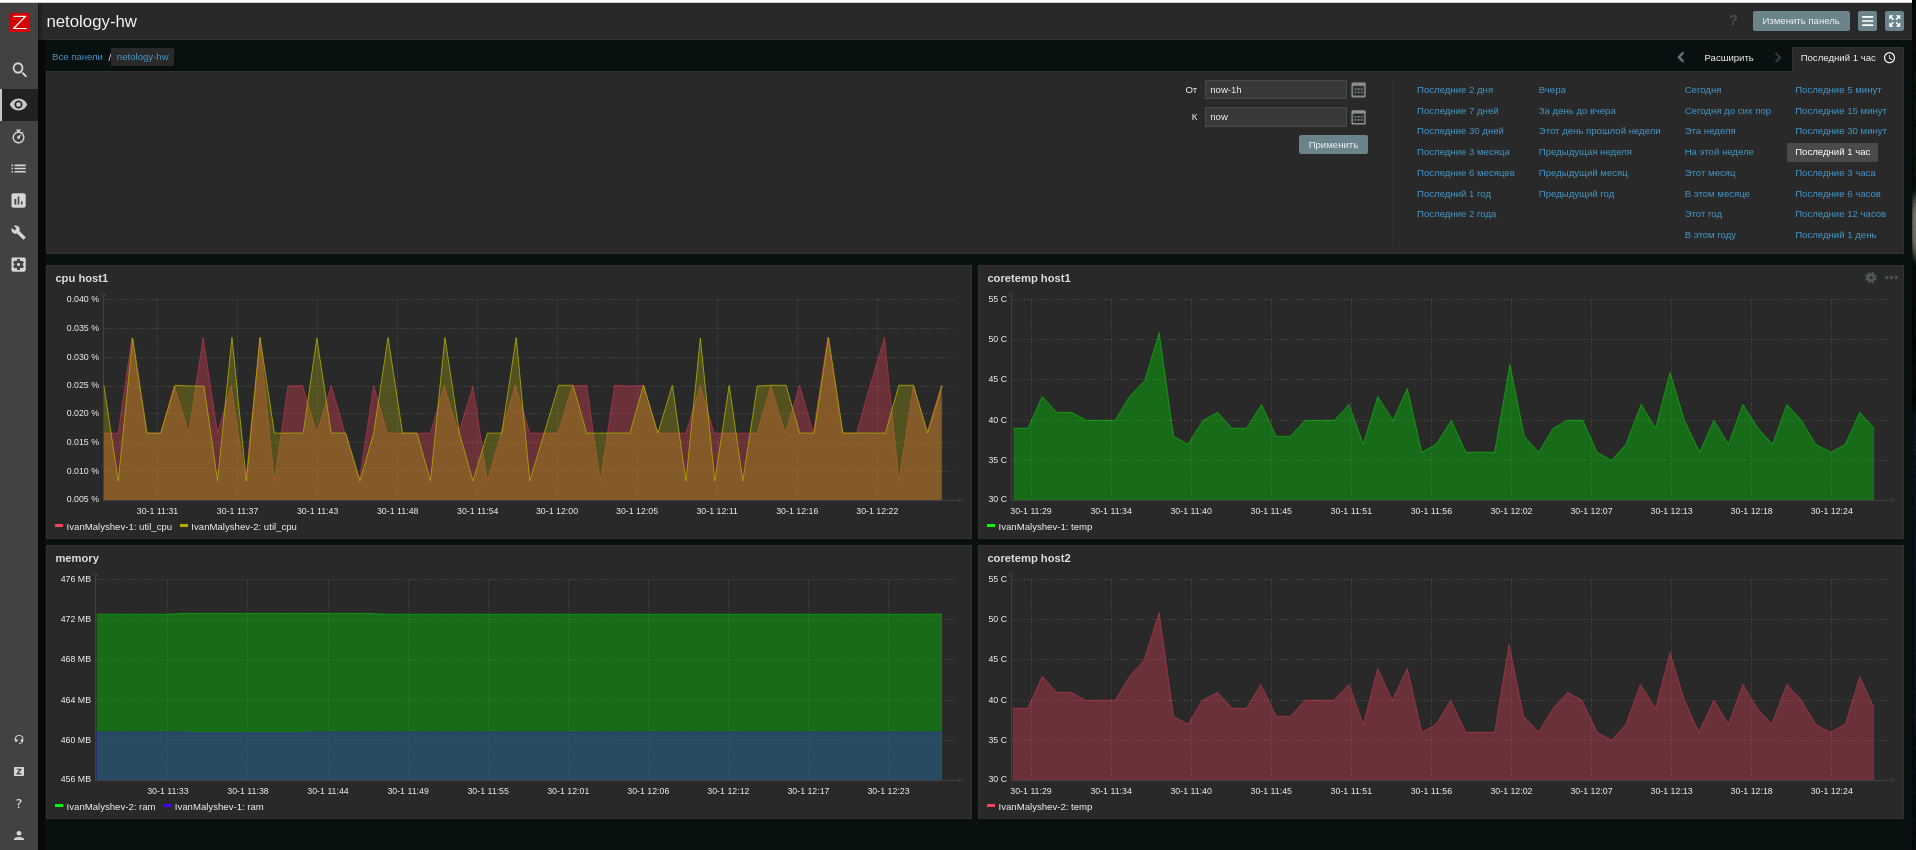 Z netology-hw ? Изменить панель
Все панели / netology-hw Расширить Последний 1 час
От now-1h
К now
Применить
Последние 2 дня Вчера Сегодня Последние 5 минут
Последние 7 дней За день до вчера Сегодня до сих пор Последние 15 минут
Последние 30 дней Этот день прошлой недели Эта неделя Последние 30 минут
Последние 3 месяца Предыдущая неделя На этой неделе Последний 1 час
Последние 6 месяцев Предыдущий месяц Этот месяц Последние 3 часа
Последний 1 год Предыдущий год В этом месяце Последние 6 часов
Последние 2 года Этот год Последние 12 часов
В этом году Последний 1 день
cpu host1
0.040 %
0.035 %
0.030 %
0.025 %
0.020 %
0.015 %
0.010 %
0.005 %
30-1 11:31 30-1 11:37 30-1 11:43 30-1 11:48 30-1 11:54 30-1 12:00 30-1 12:05 30-1 12:11 30-1 12:16 30-1 12:22
IvanMalyshev-1: util_cpu IvanMalyshev-2: util_cpu
coretemp host1
55 C
50 C
45 C
40 C
35 C
30 C
30-1 11:29 30-1 11:34 30-1 11:40 30-1 11:45 30-1 11:51 30-1 11:56 30-1 12:02 30-1 12:07 30-1 12:13 30-1 12:18 30-1 12:24
IvanMalyshev-1: temp
memory
476 MB
472 MB
468 MB
464 MB
460 MB
456 MB
30-1 11:33 30-1 11:38 30-1 11:44 30-1 11:49 30-1 11:55 30-1 12:01 30-1 12:06 30-1 12:12 30-1 12:17 30-1 12:23
IvanMalyshev-2: ram IvanMalyshev-1: ram
coretemp host2
55 C
50 C
45 C
40 C
35 C
30 C
30-1 11:29 30-1 11:34 30-1 11:40 30-1 11:45 30-1 11:51 30-1 11:56 30-1 12:02 30-1 12:07 30-1 12:13 30-1 12:18 30-1 12:24
IvanMalyshev-2: temp
Z
?